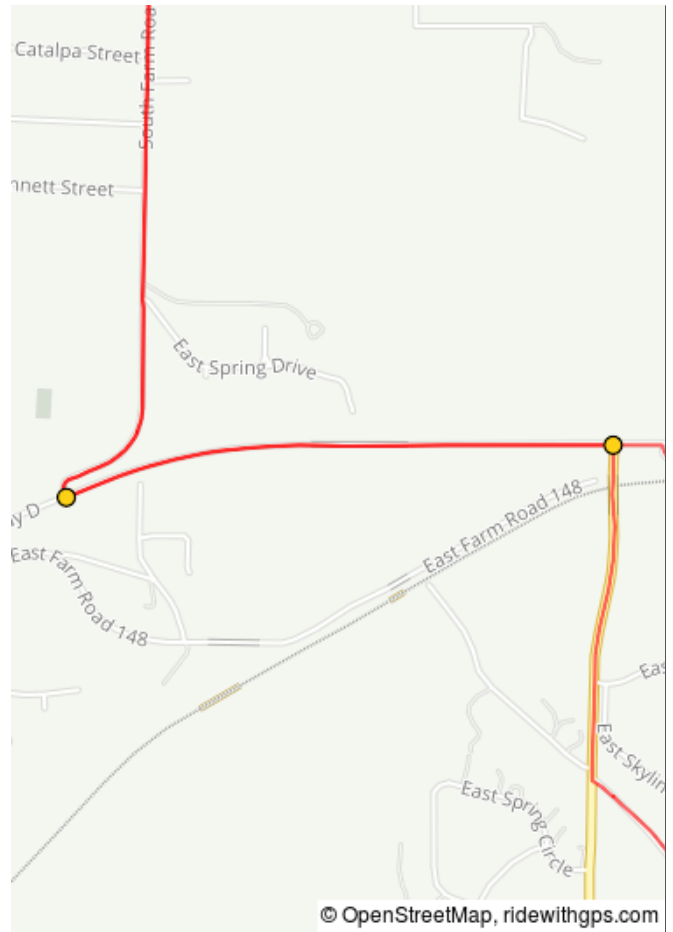 Catalpa Street
South Farm Roa
nnett Street
East Spring Drive
ay D
East Farm Road 148
East Farm Road 148
Eas
East Skylin
East Spring Circle
© OpenStreetMap, ridewithgps.com